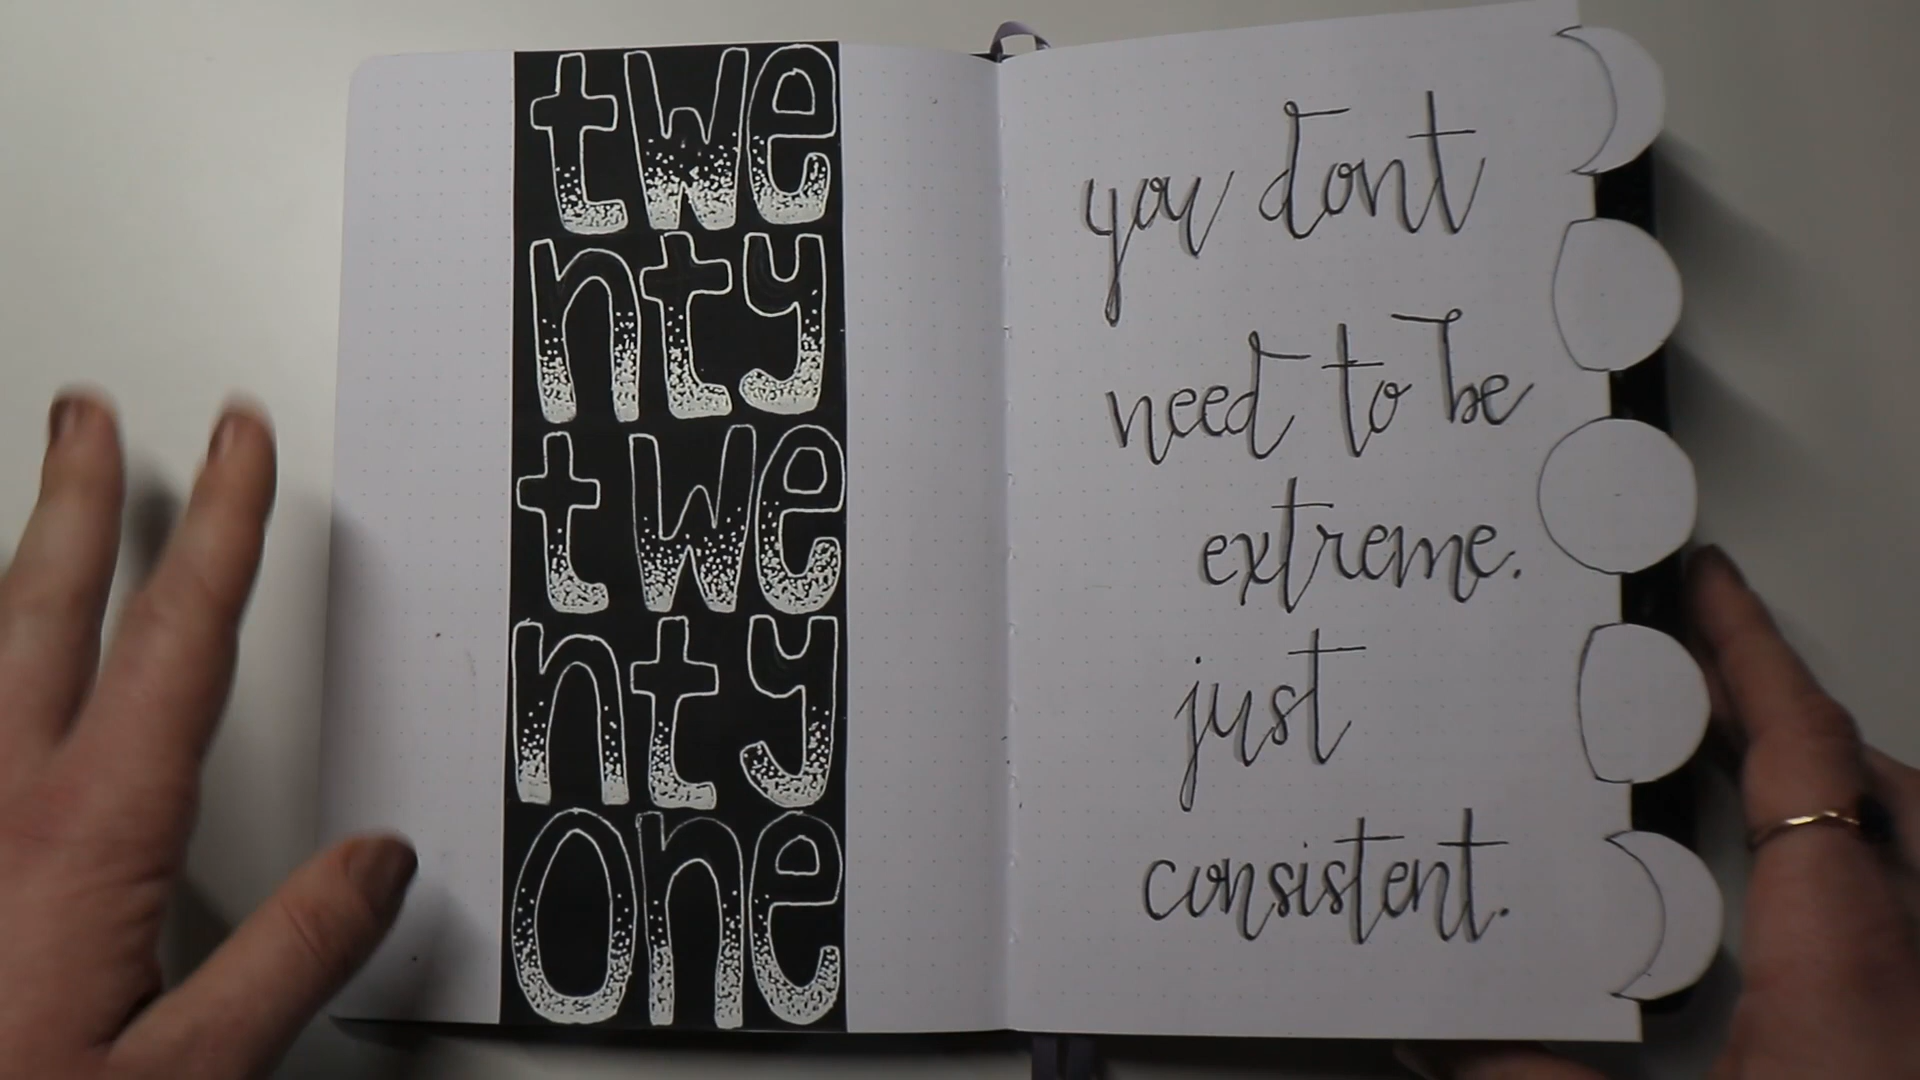 twe
nty
twe
nty
one
you dont
need to be
extreme.
just
consistent.